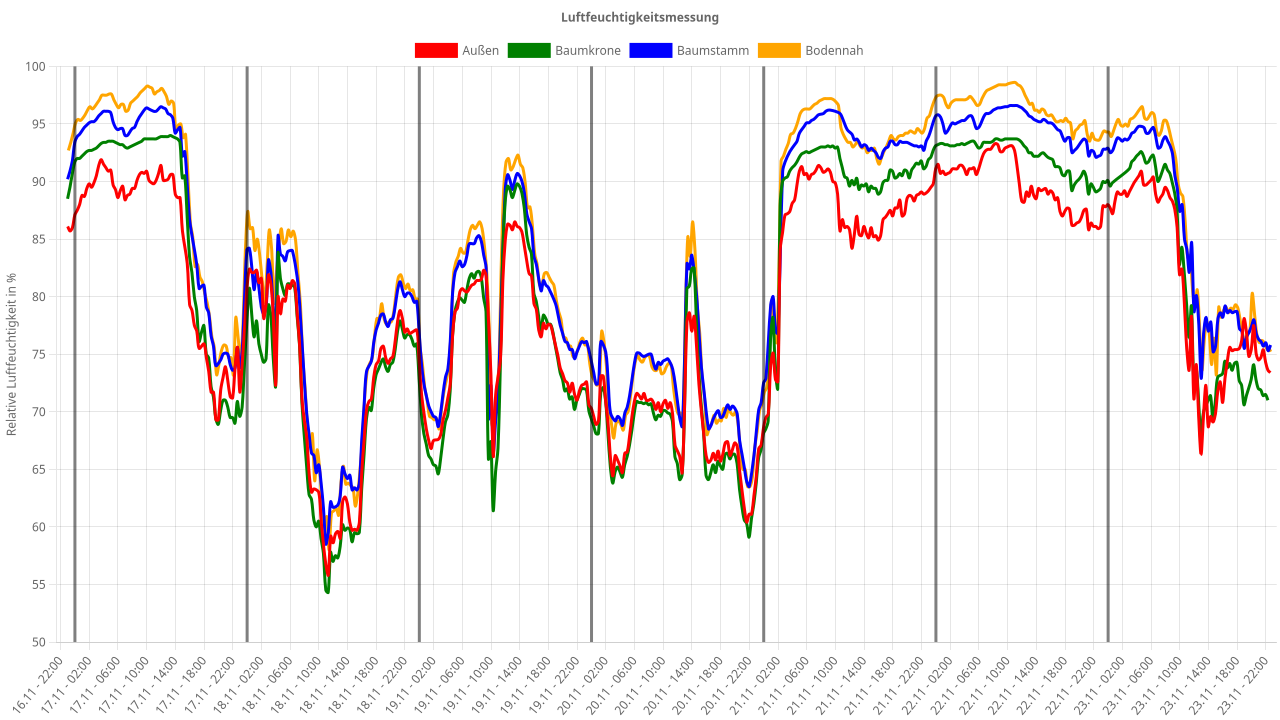 Luftfeuchtigkeitsmessung
Außen Baumkrone Baumstamm Bodennah
Relative Luftfeuchtigkeit in %
100
95
90
85
80
75
70
65
60
55
50
16.11 - 22:00
17.11 - 02:00
17.11 - 06:00
17.11 - 10:00
17.11 - 14:00
17.11 - 18:00
17.11 - 22:00
18.11 - 02:00
18.11 - 06:00
18.11 - 10:00
18.11 - 14:00
18.11 - 18:00
18.11 - 22:00
19.11 - 02:00
19.11 - 06:00
19.11 - 10:00
19.11 - 14:00
19.11 - 18:00
19.11 - 22:00
20.11 - 02:00
20.11 - 06:00
20.11 - 10:00
20.11 - 14:00
20.11 - 18:00
20.11 - 22:00
21.11 - 02:00
21.11 - 06:00
21.11 - 10:00
21.11 - 14:00
21.11 - 18:00
21.11 - 22:00
22.11 - 02:00
22.11 - 06:00
22.11 - 10:00
22.11 - 14:00
22.11 - 18:00
22.11 - 22:00
23.11 - 02:00
23.11 - 06:00
23.11 - 10:00
23.11 - 14:00
23.11 - 18:00
23.11 - 22:00